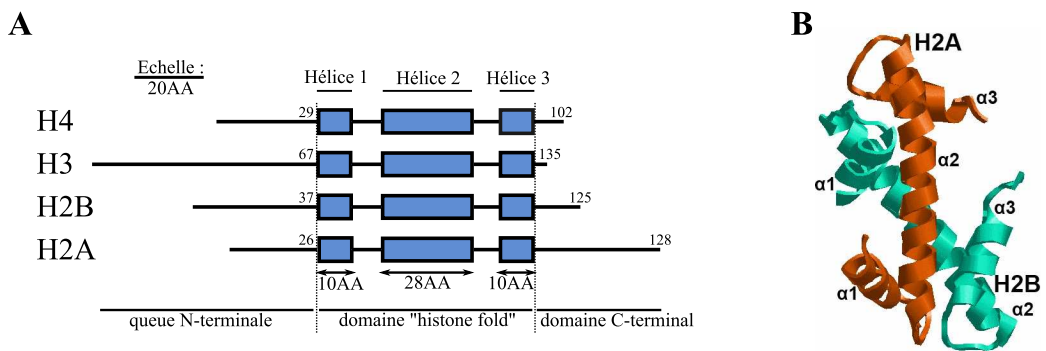 A
Echelle :
20AA
Hélice 1 Hélice 2 Hélice 3
H4 29 102
H3 67 135
H2B 37 125
H2A 26 128
10AA 28AA 10AA
queue N-terminale domaine "histone fold" domaine C-terminal
B
H2A
α3
α1
α2
α3
α1
H2B
α2